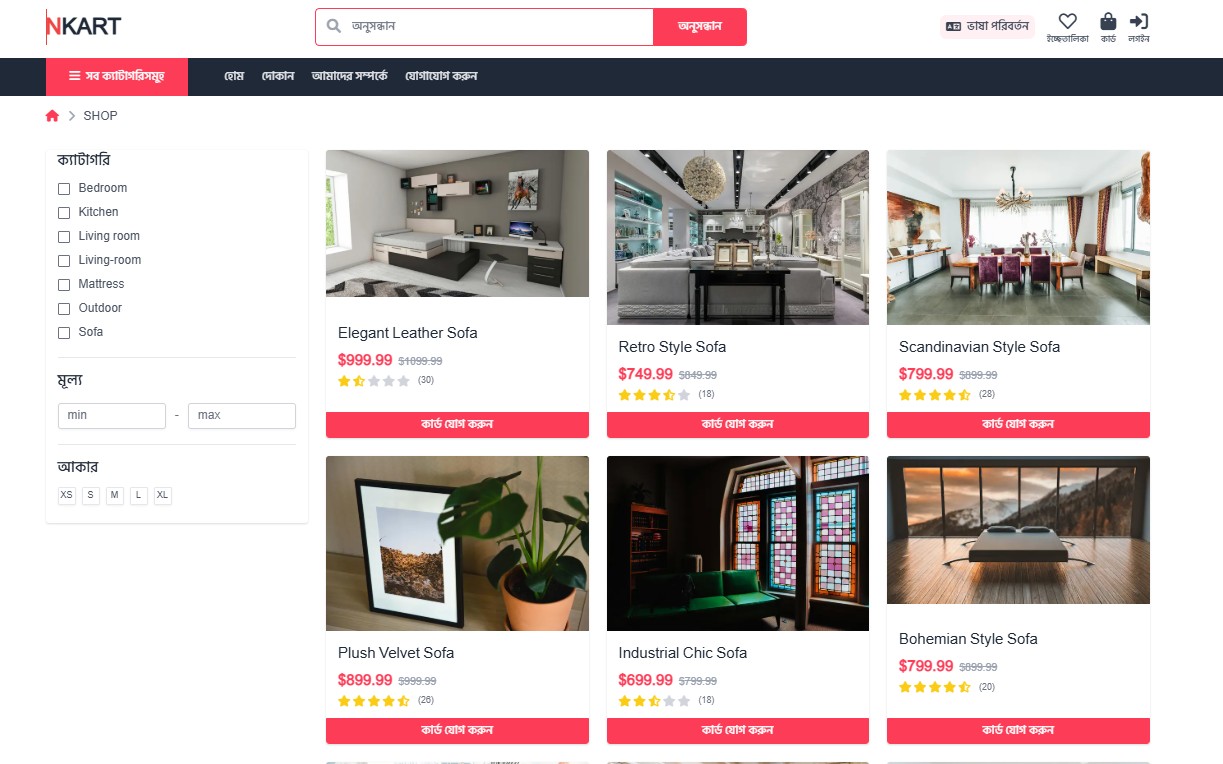 NKART
অনুসন্ধান
অনুসন্ধান
ভাষা পরিবর্তন
ইচ্ছেতালিকা
কার্ড
লগইন
সব ক্যাটাগরিসমুহ
হোম
দোকান
আমাদের সম্পর্কে
যোগাযোগ করুন
SHOP
ক্যাটাগরি
Bedroom
Kitchen
Living room
Living-room
Mattress
Outdoor
Sofa
মূল্য
min - max
আকার
XS S M L XL
Elegant Leather Sofa
$999.99 $1099.99
(30)
কার্ড যোগ করুন
Retro Style Sofa
$749.99 $849.99
(18)
কার্ড যোগ করুন
Scandinavian Style Sofa
$799.99 $899.99
(28)
কার্ড যোগ করুন
Plush Velvet Sofa
$899.99 $999.99
(26)
কার্ড যোগ করুন
Industrial Chic Sofa
$699.99 $799.99
(18)
কার্ড যোগ করুন
Bohemian Style Sofa
$799.99 $899.99
(20)
কার্ড যোগ করুন